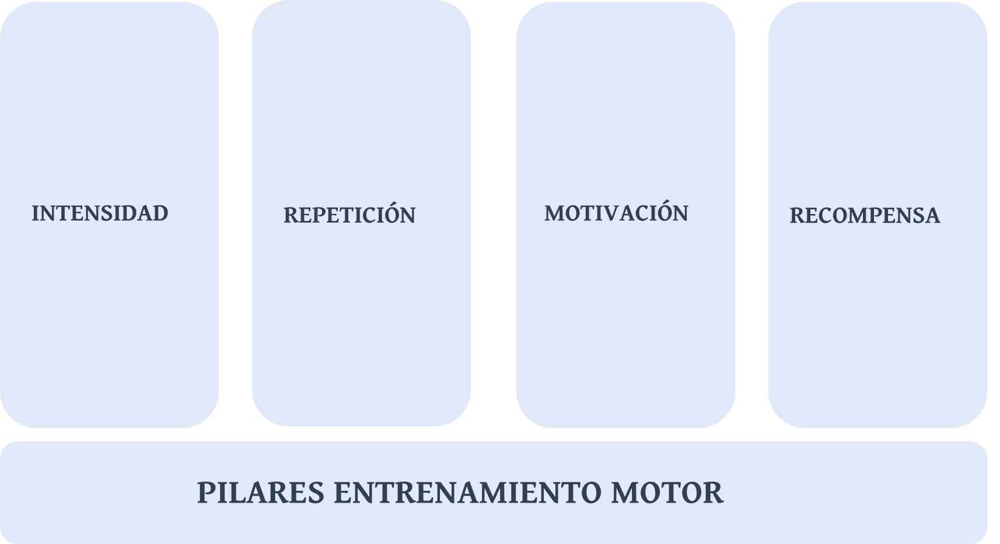 INTENSIDAD
REPETICIÓN
MOTIVACIÓN
RECOMPENSA
PILARES ENTRENAMIENTO MOTOR